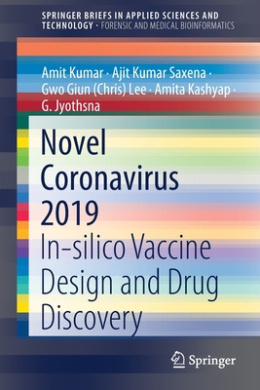 SPRINGER BRIEFS IN APPLIED SCIENCES AND
TECHNOLOGY · FORENSIC AND MEDICAL BIOINFORMATICS
Amit Kumar · Ajit Kumar Saxena ·
Gwo Giun (Chris) Lee · Amita Kashyap ·
G. Jyothsna
Novel
Coronavirus
2019
In-silico Vaccine
Design and Drug
Discovery
Springer